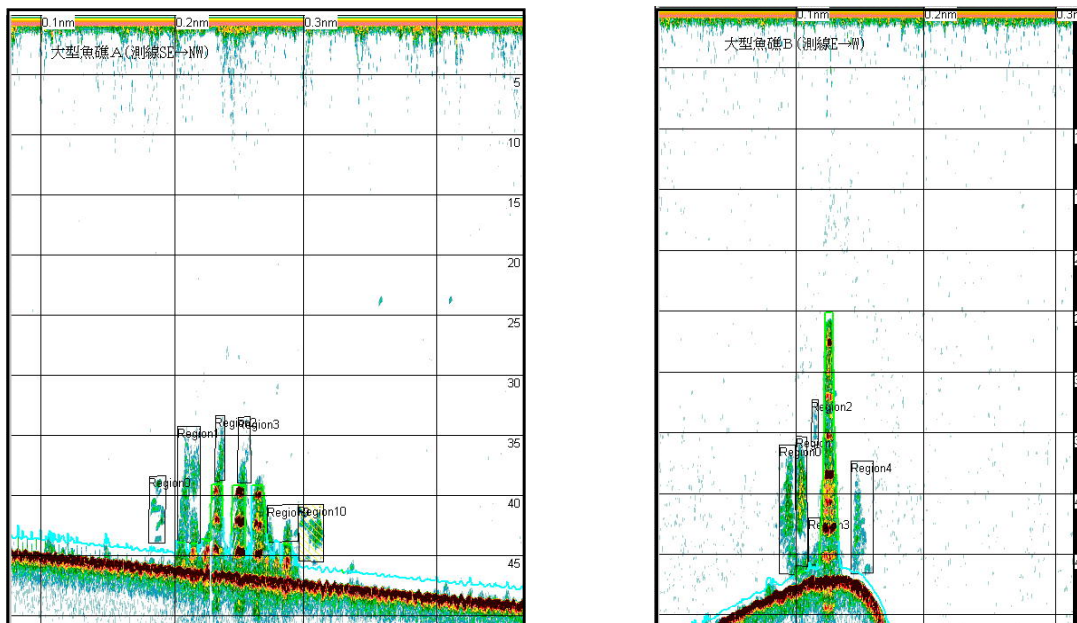 0.1nm 0.2nm 0.3nm
大型魚礁A(測線SE→NW)
5
10
15
20
25
30
35
40
45
Region1
Region2
Region3
Region10
0.1nm 0.2nm
大型魚礁B(測線E→W)
Region2
Region
Region3
Region4